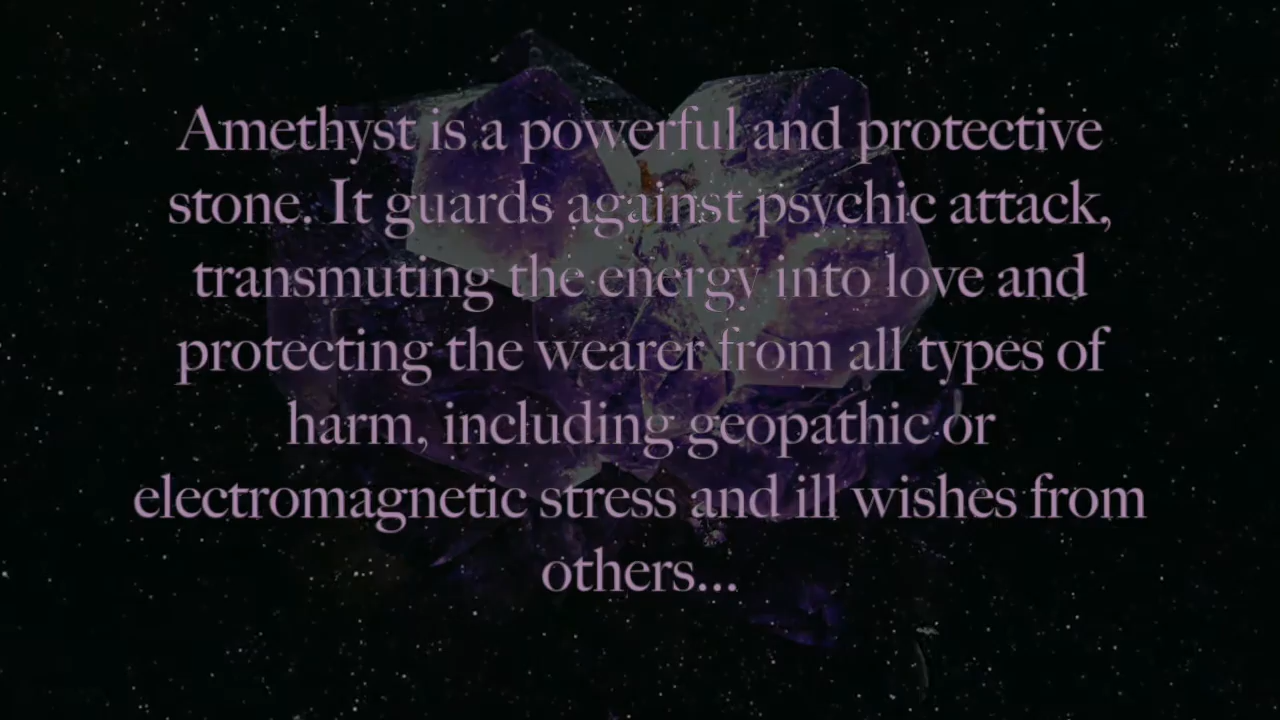 Amethyst is a powerful and protective
stone. It guards against psychic attack,
transmuting the energy into love and
protecting the wearer from all types of
harm, including geopathic or
electromagnetic stress and ill wishes from
others...